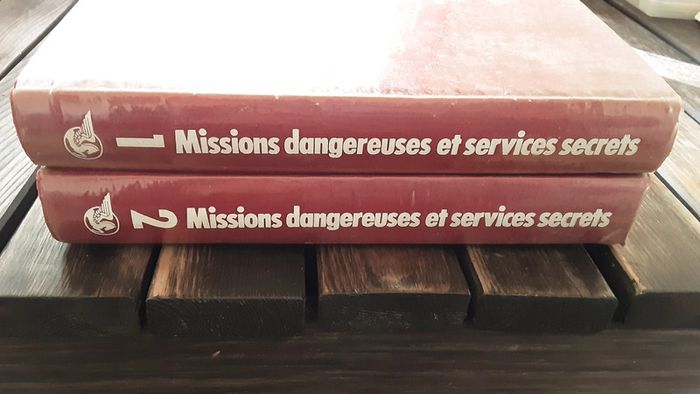 1 Missions dangereuses et services secrets
2 Missions dangereuses et services secrets